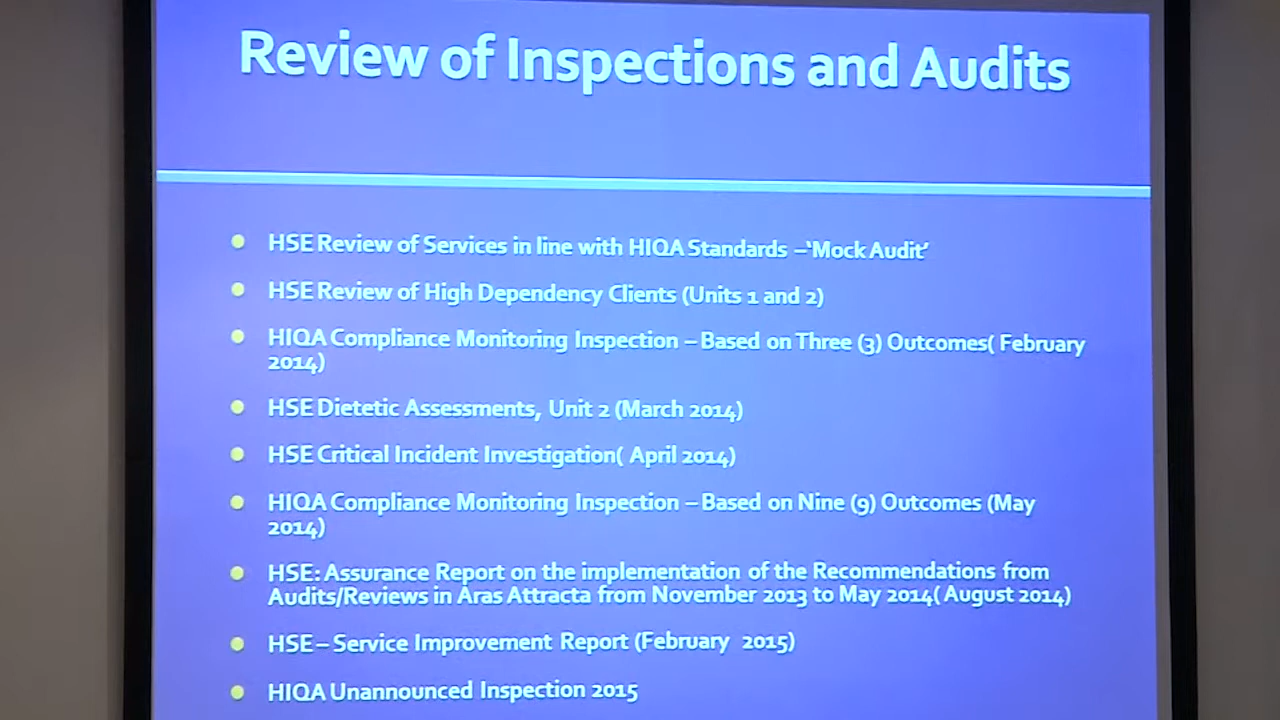 Review of Inspections and Audits
HSE Review of Services in line with HIQA Standards –‘Mock Audit’
HSE Review of High Dependency Clients (Units 1 and 2)
HIQA Compliance Monitoring Inspection – Based on Three (3) Outcomes( February
2014)
HSE Dietetic Assessments, Unit 2 (March 2014)
HSE Critical Incident Investigation( April 2014)
HIQA Compliance Monitoring Inspection – Based on Nine (9) Outcomes (May
2014)
HSE: Assurance Report on the implementation of the Recommendations from
Audits/Reviews in Aras Attracta from November 2013 to May 2014( August 2014)
HSE – Service Improvement Report (February 2015)
HIQA Unannounced Inspection 2015